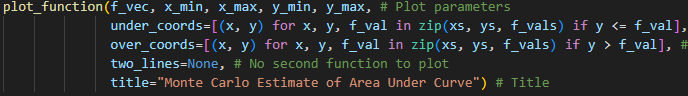 plot_function(f_vec, x_min, x_max, y_min, y_max, # Plot parameters
under_coords=[(x, y) for x, y, f_val in zip(xs, ys, f_vals) if y <= f_val],
over_coords=[(x, y) for x, y, f_val in zip(xs, ys, f_vals) if y > f_val], #
two_lines=None, # No second function to plot
title="Monte Carlo Estimate of Area Under Curve") # Title